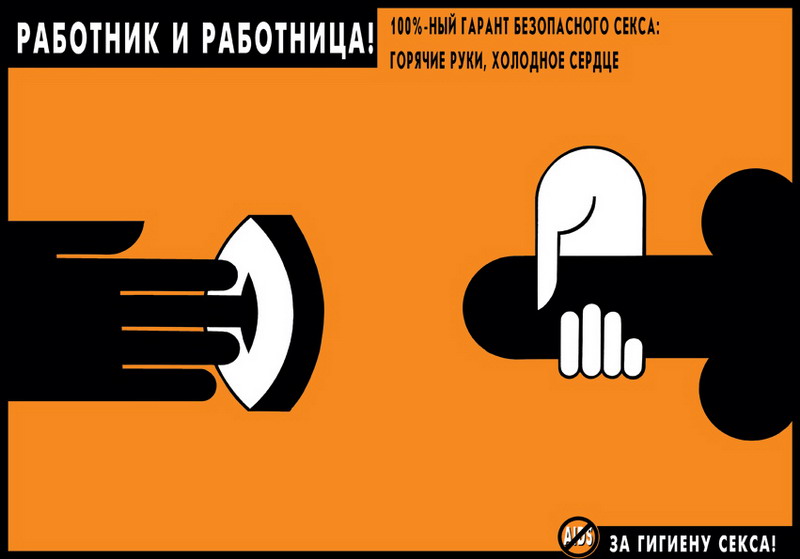 РАБОТНИК И РАБОТНИЦА!
100%-НЫЙ ГАРАНТ БЕЗОПАСНОГО СЕКСА:
ГОРЯЧИЕ РУКИ, ХОЛОДНОЕ СЕРДЦЕ
AIDS
ЗА ГИГИЕНУ СЕКСА!